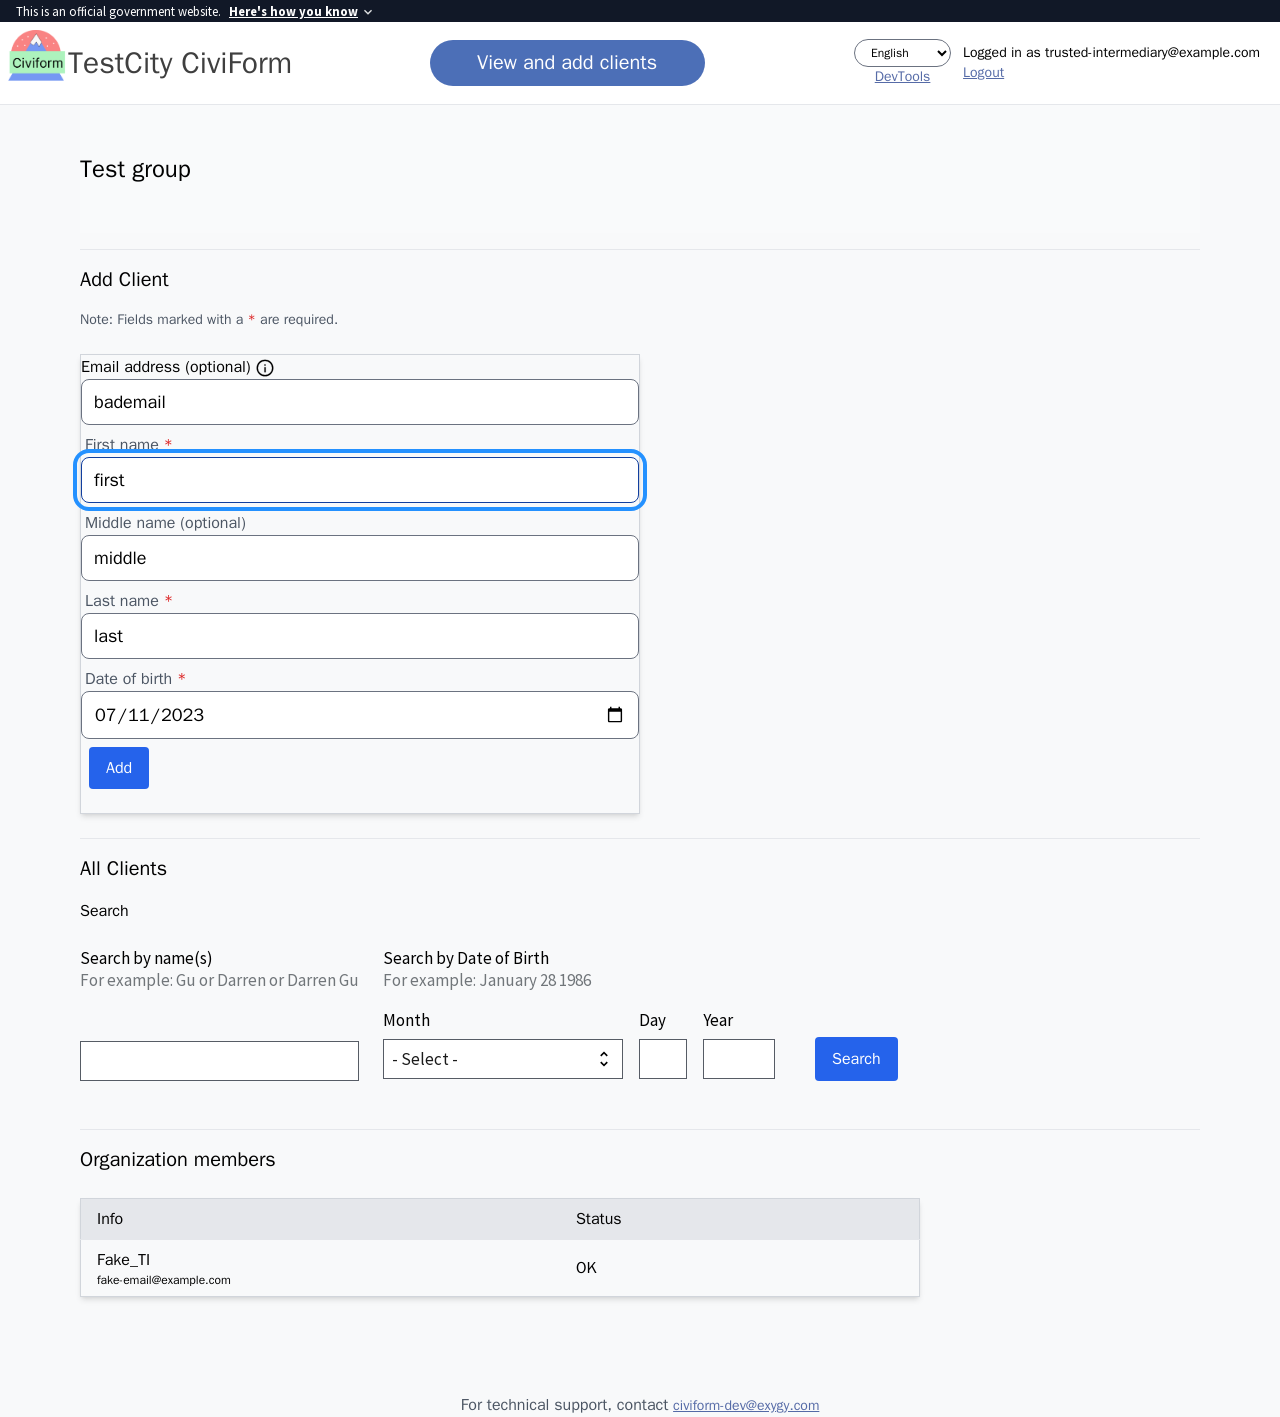 This is an official government website. Here's how you know
Civiform
TestCity CiviForm
View and add clients
English
DevTools
Logged in as trusted-intermediary@example.com
Logout
Test group
Add Client
Note: Fields marked with a * are required.
Email address (optional)
bademail
First name *
first
Middle name (optional)
middle
Last name *
last
Date of birth *
07/11/2023
Add
All Clients
Search
Search by name(s)
For example: Gu or Darren or Darren Gu
Search by Date of Birth
For example: January 28 1986
Month Day Year
- Select -
Search
Organization members
Info Status
Fake_TI
fake-email@example.com
OK
For technical support, contact civiform-dev@exygy.com